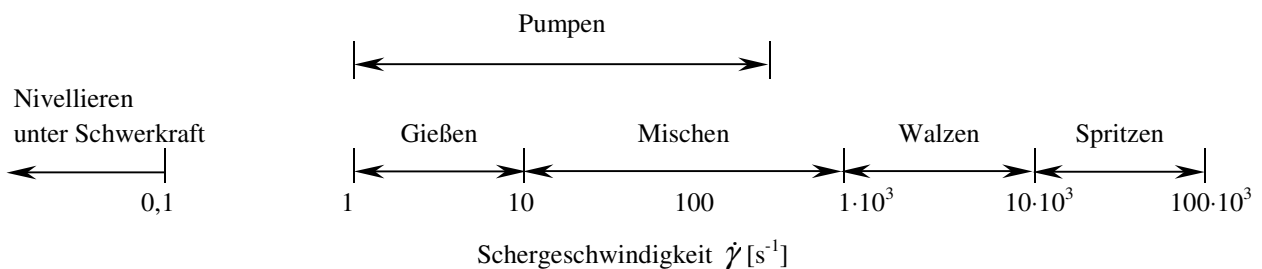 Pumpen
Nivellieren
unter Schwerkraft
Gießen Mischen Walzen Spritzen
0,1 1 10 100 1·10³ 10·10³ 100·10³
Schergeschwindigkeit γ̇ [s⁻¹]